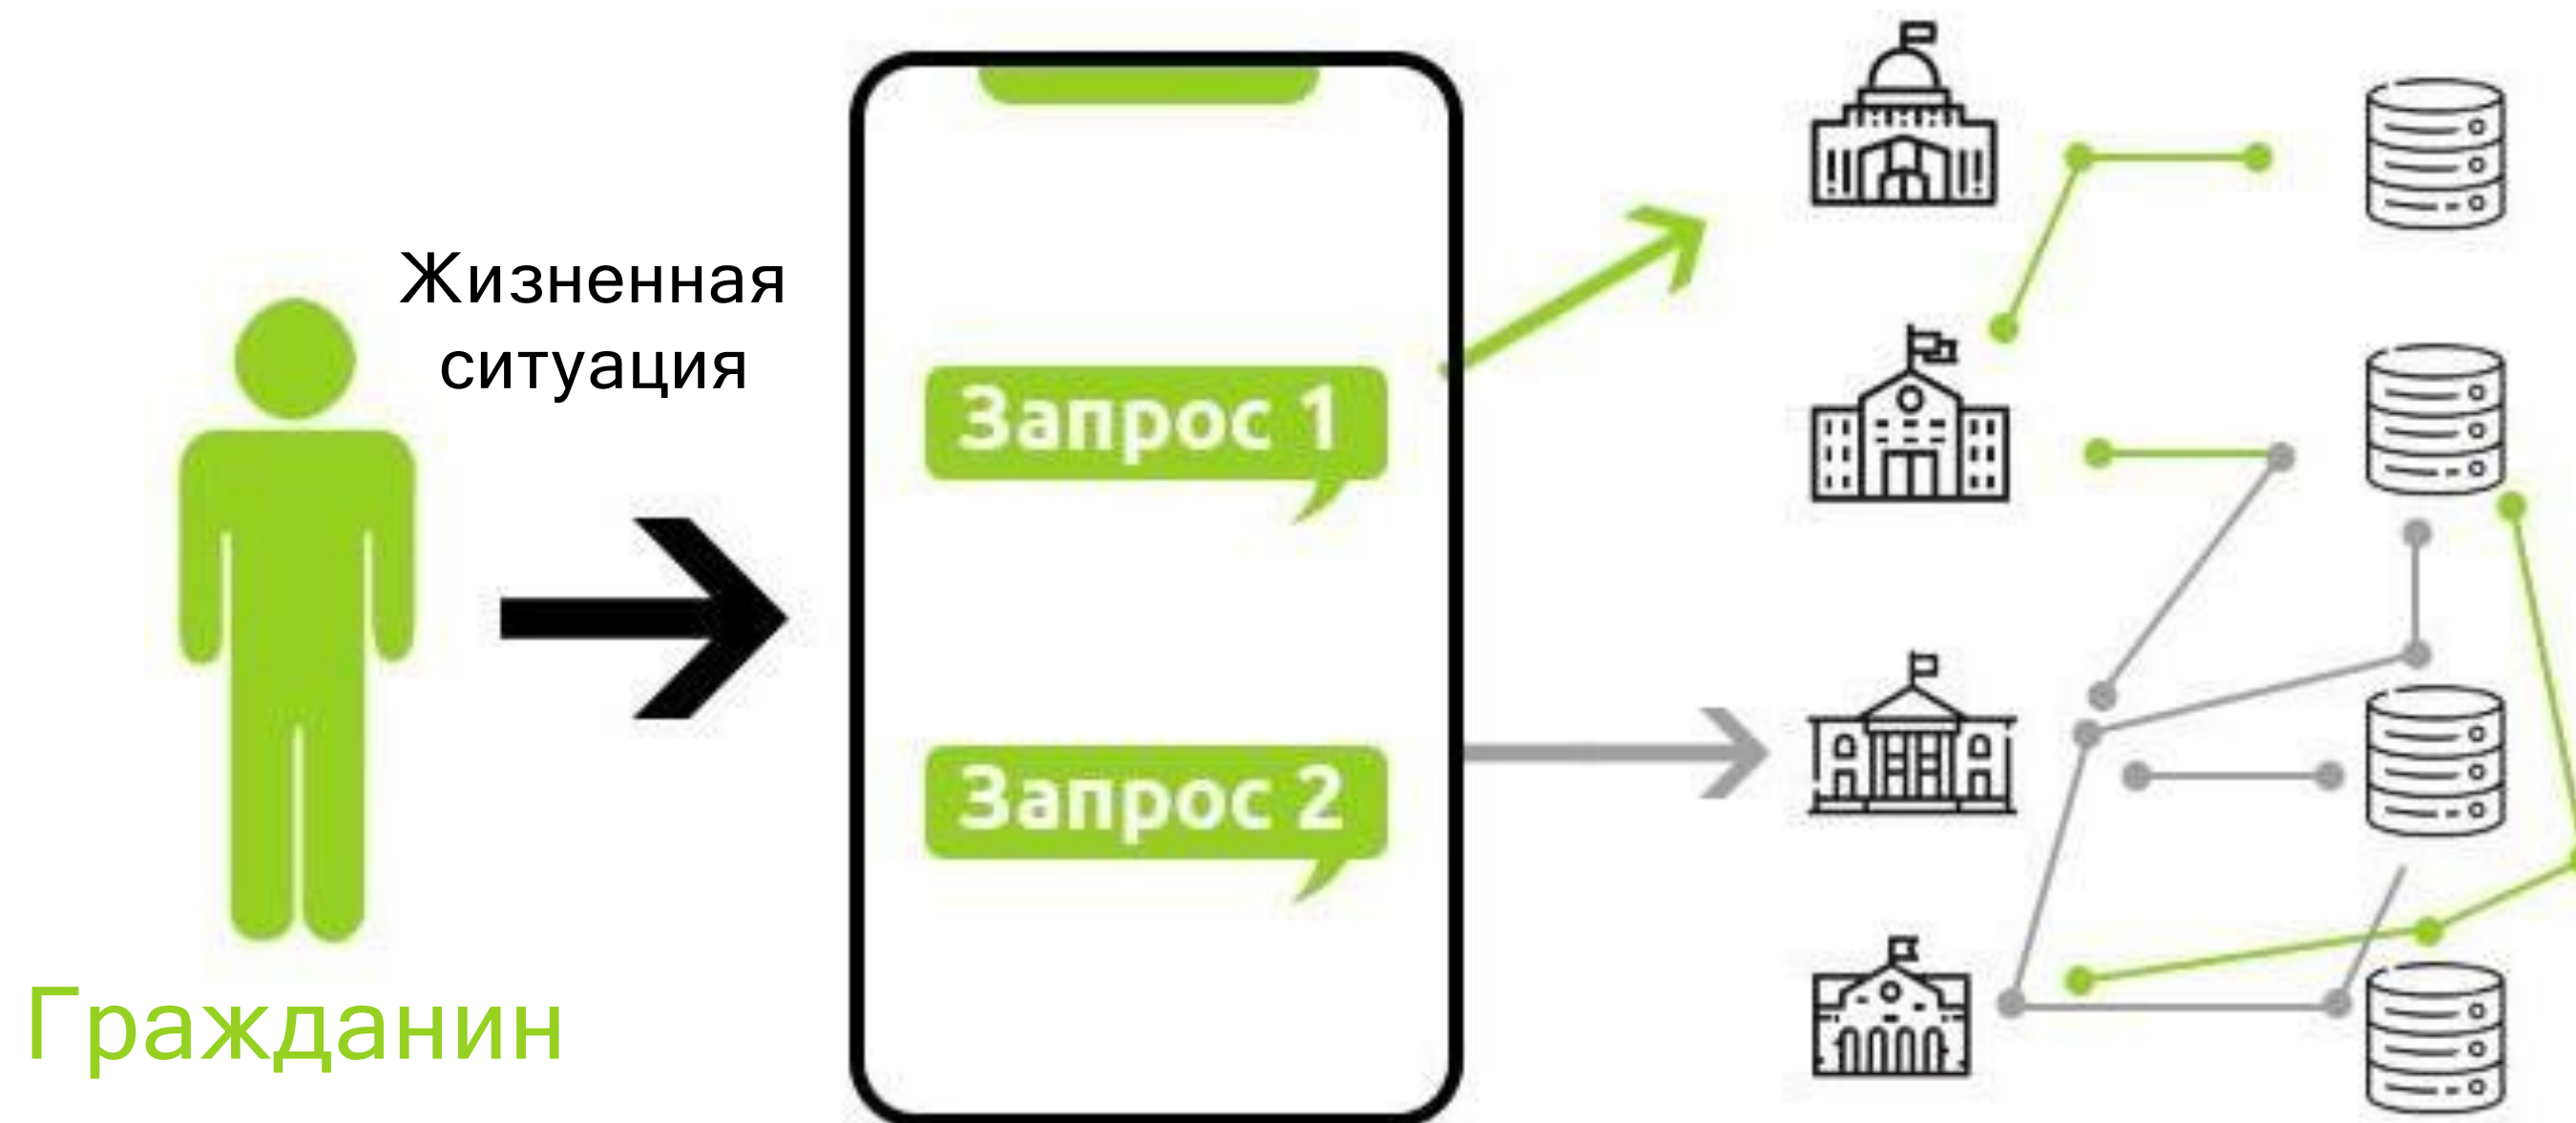 Жизненная
ситуация
Запрос 1
Запрос 2
Гражданин